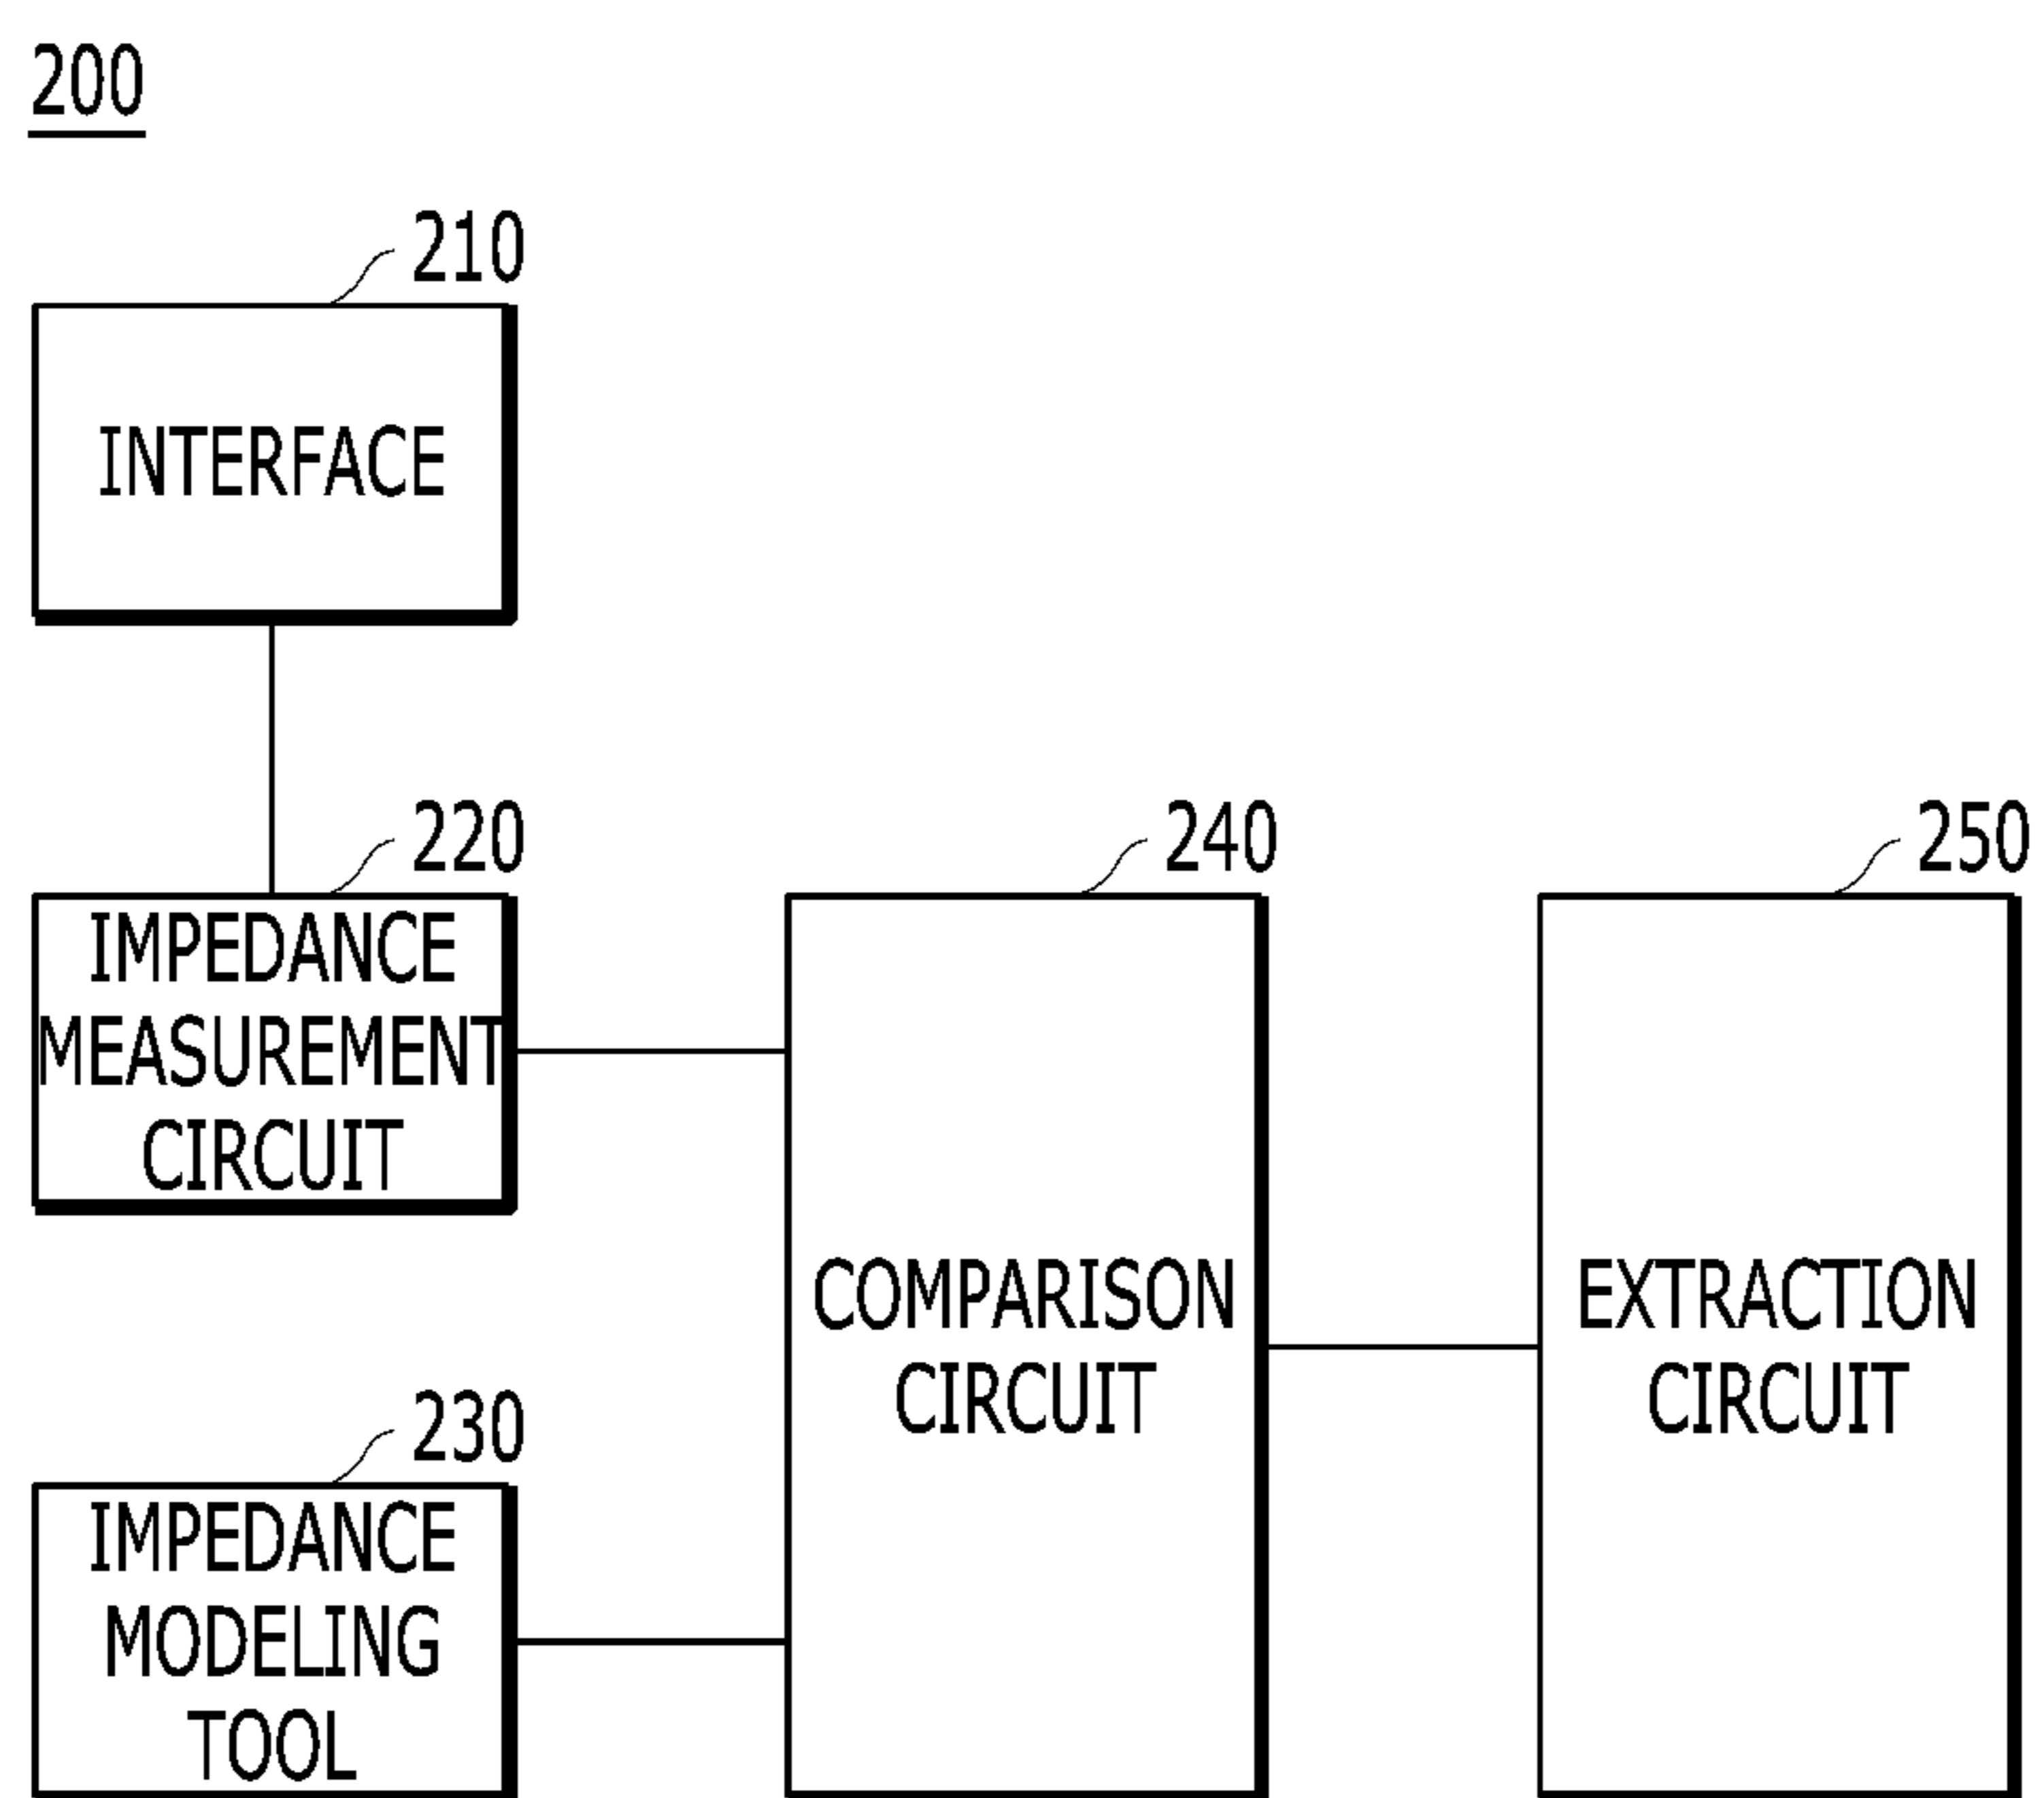 200
210
INTERFACE
220
IMPEDANCE
MEASUREMENT
CIRCUIT
230
IMPEDANCE
MODELING
TOOL
240
COMPARISON
CIRCUIT
250
EXTRACTION
CIRCUIT